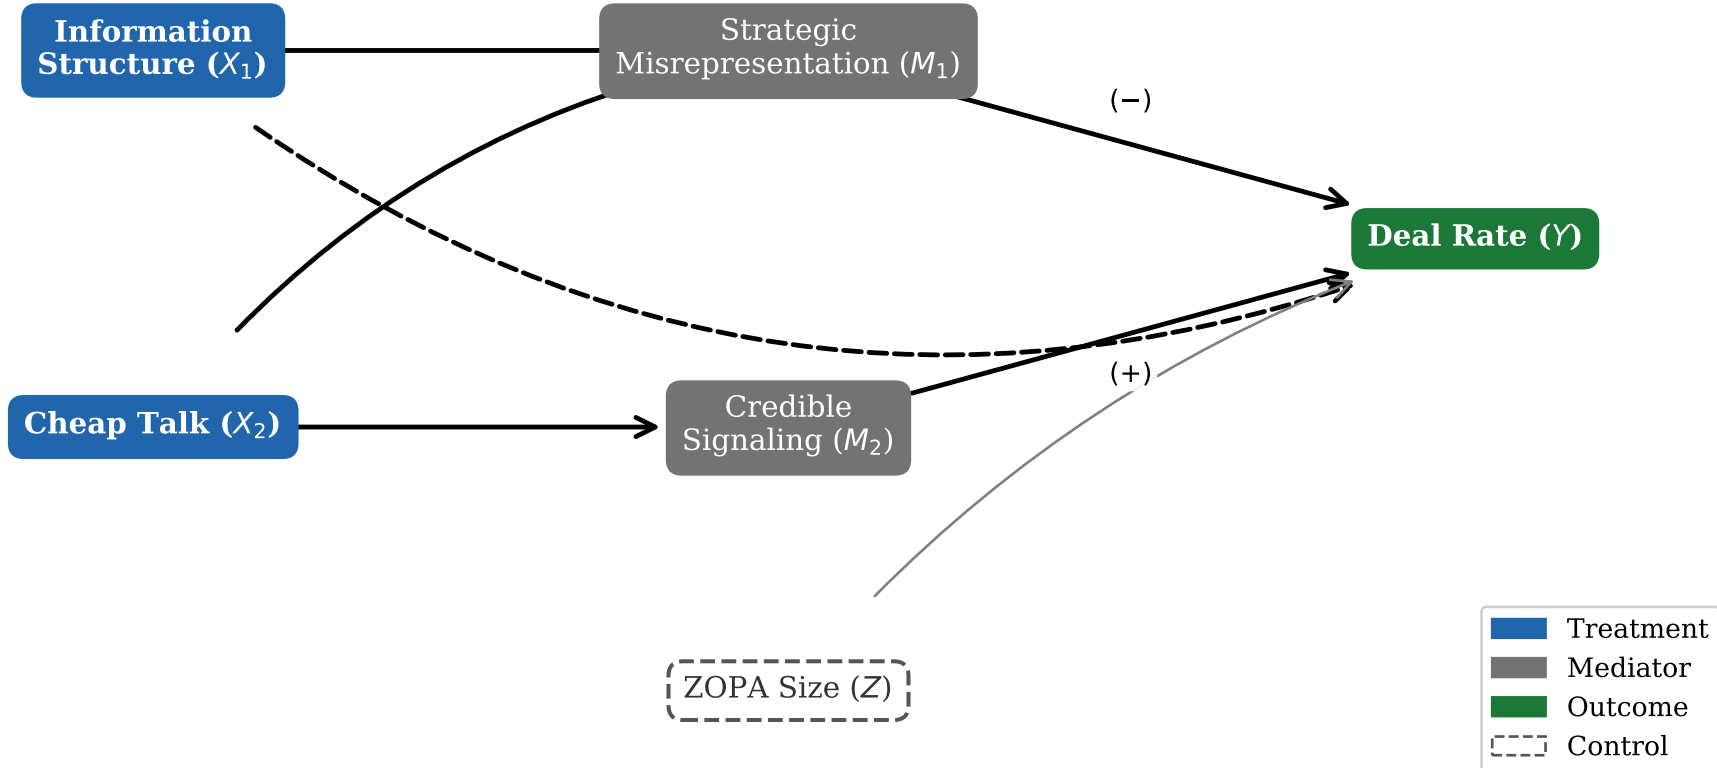 Information
Structure (X₁)
Strategic
Misrepresentation (M₁)
(−)
Deal Rate (Y)
(+)
Cheap Talk (X₂)
Credible
Signaling (M₂)
ZOPA Size (Z)
Treatment
Mediator
Outcome
Control